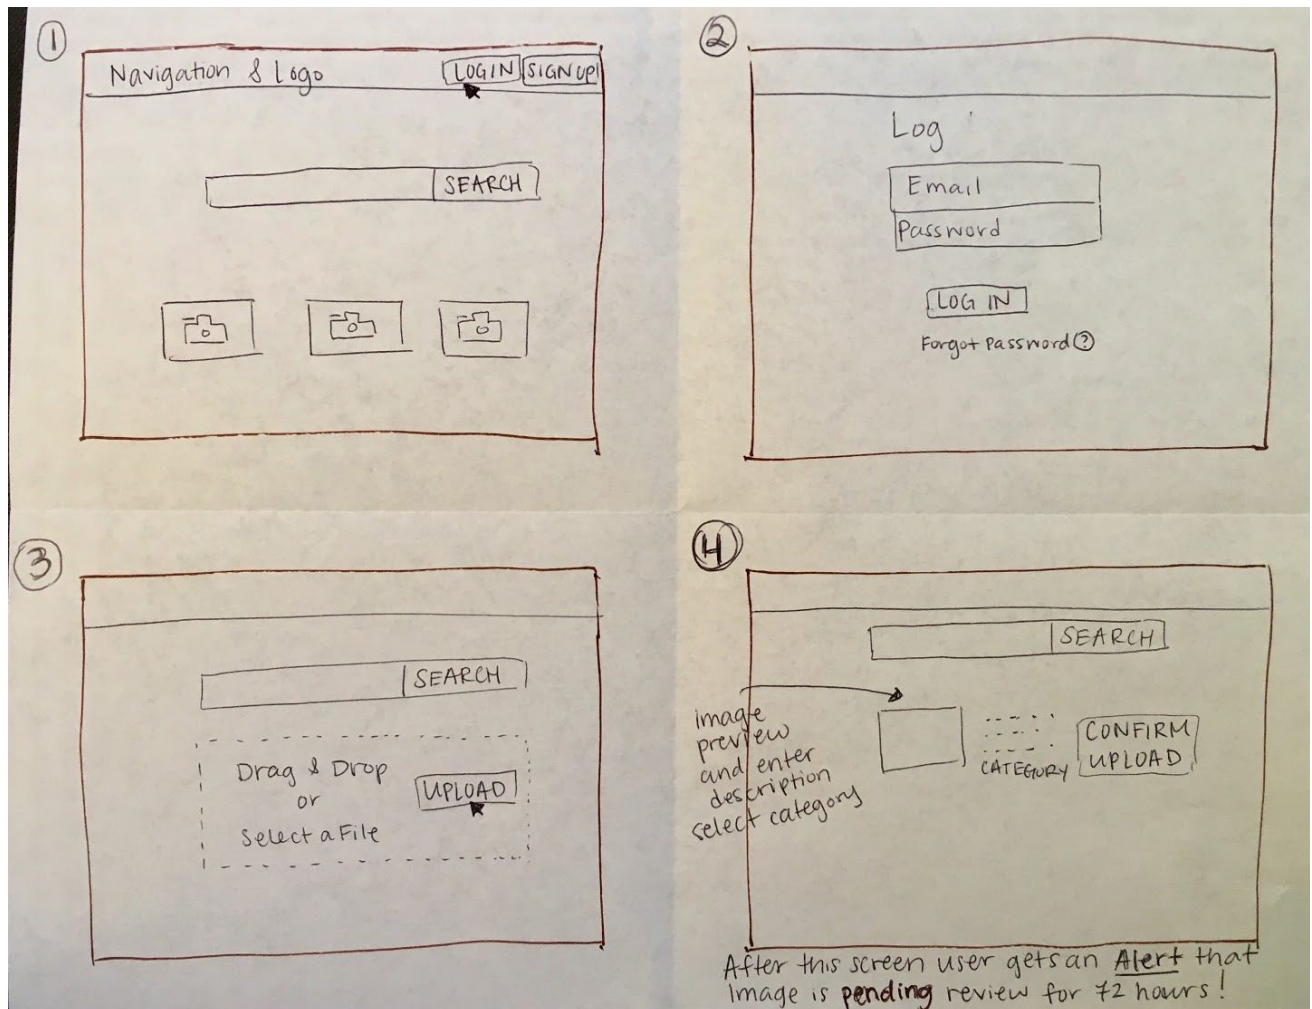 1
Navigation & Logo LOGIN SIGN UP
SEARCH
2
Log
Email
Password
LOG IN
Forgot Password?
3
SEARCH
Drag & Drop
or
Select a File
UPLOAD
4
SEARCH
image
preview
and enter
description
select category
CATEGORY
CONFIRM
UPLOAD
After this screen user gets an Alert that
Image is pending review for 72 hours!